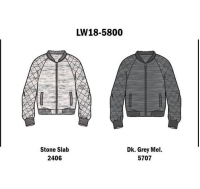 LW18-5800
Stone Slab
2406
Dk. Grey Mel.
5707